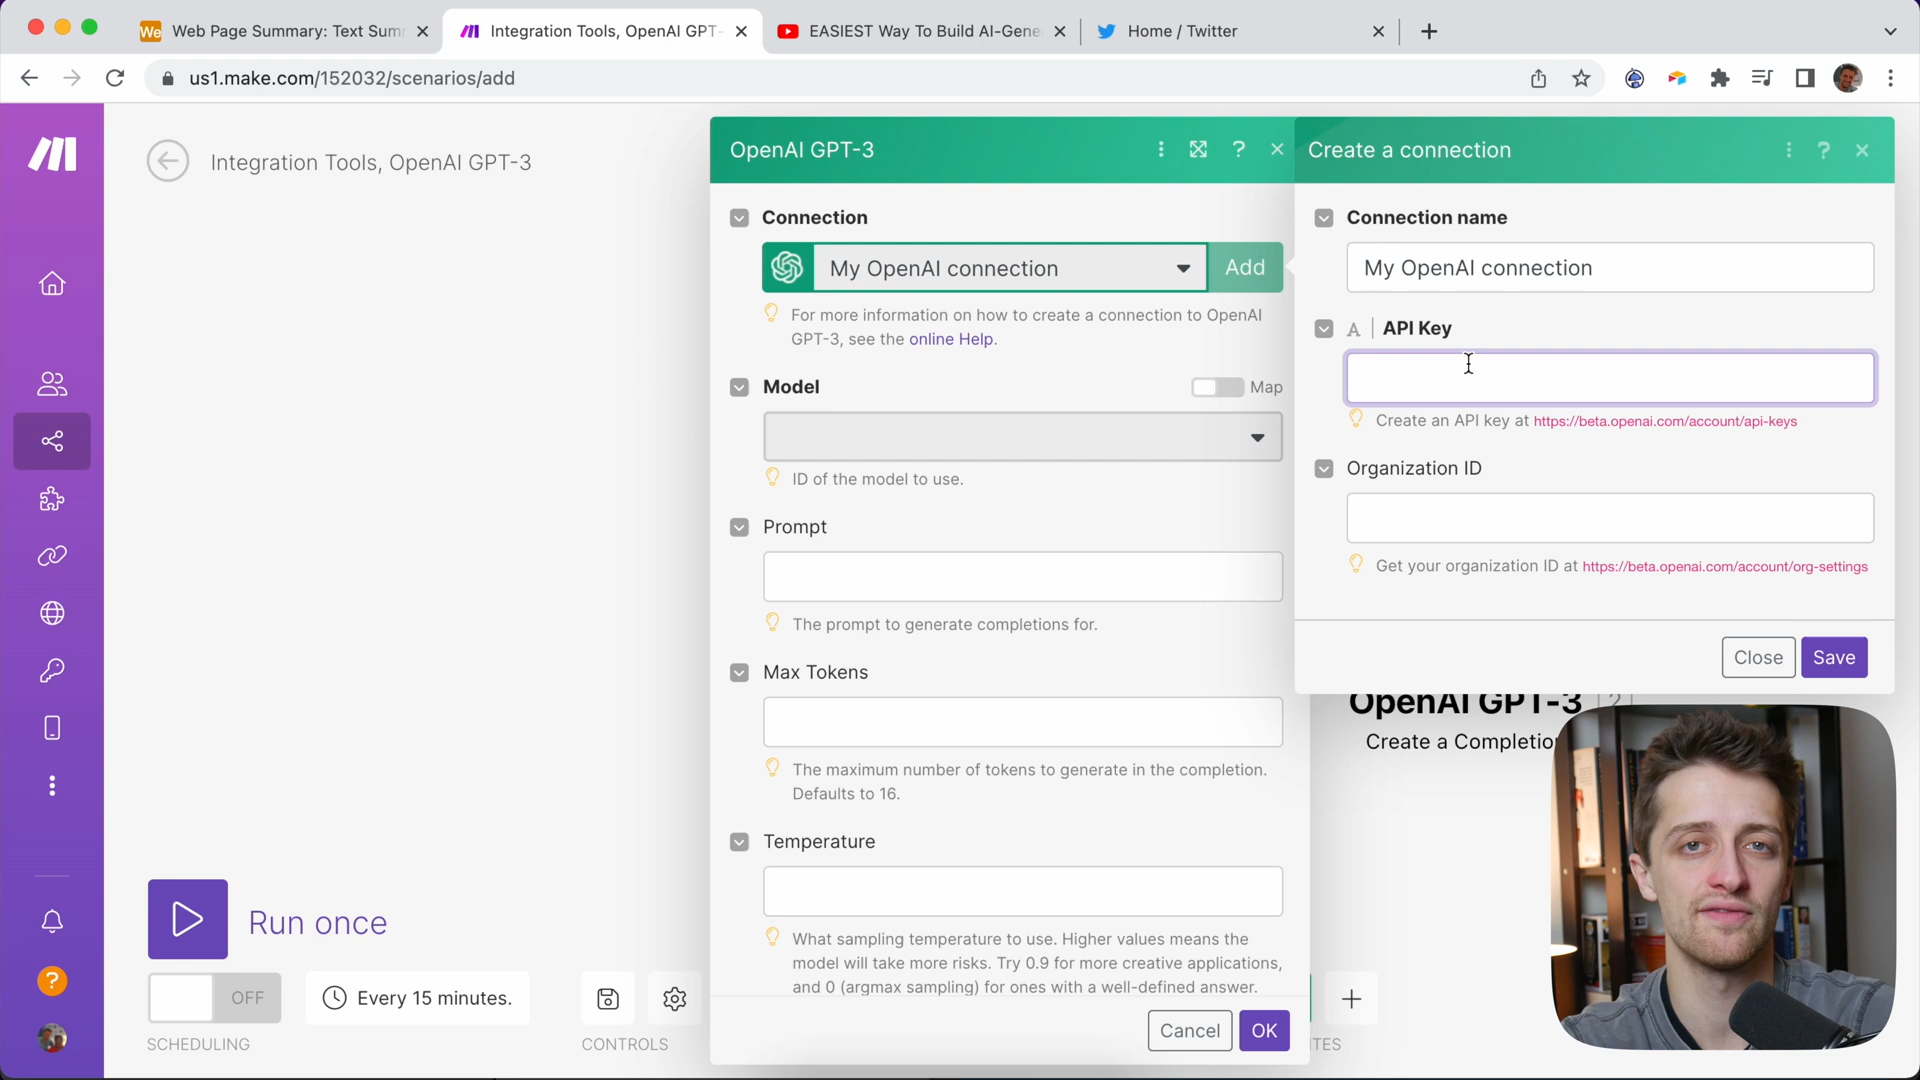 We Web Page Summary: Text Sum
Integration Tools, OpenAI GPT-
EASIEST Way To Build AI-Gene
Home / Twitter
us1.make.com/152032/scenarios/add
Integration Tools, OpenAI GPT-3
OpenAI GPT-3
?
Connection
My OpenAI connection
Add
For more information on how to create a connection to OpenAI
GPT-3, see the online Help.
Model
Map
ID of the model to use.
Prompt
The prompt to generate completions for.
Max Tokens
The maximum number of tokens to generate in the completion.
Defaults to 16.
Temperature
What sampling temperature to use. Higher values means the
model will take more risks. Try 0.9 for more creative applications,
and 0 (argmax sampling) for ones with a well-defined answer.
Cancel
OK
Create a connection
?
Connection name
My OpenAI connection
A API Key
Create an API key at https://beta.openai.com/account/api-keys
Organization ID
Get your organization ID at https://beta.openai.com/account/org-settings
Close
Save
OpenAI GPT-3 2
Create a Completio
Run once
OFF
Every 15 minutes.
SCHEDULING
CONTROLS
ITES
?